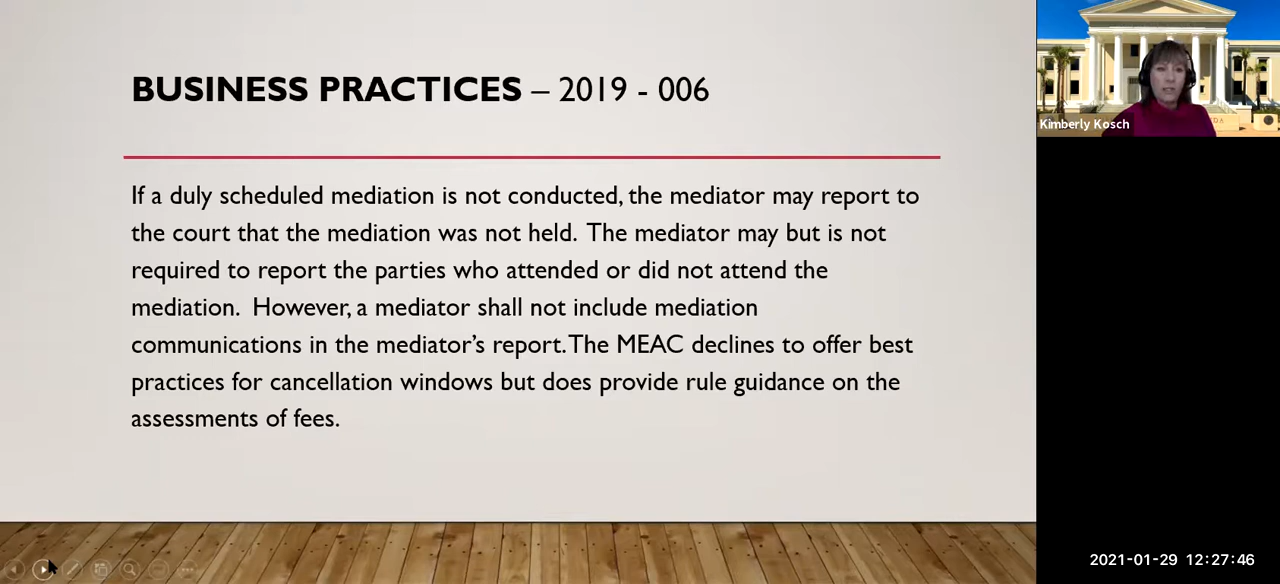 BUSINESS PRACTICES – 2019 - 006
If a duly scheduled mediation is not conducted, the mediator may report to
the court that the mediation was not held.  The mediator may but is not
required to report the parties who attended or did not attend the
mediation.  However, a mediator shall not include mediation
communications in the mediator’s report. The MEAC declines to offer best
practices for cancellation windows but does provide rule guidance on the
assessments of fees.
Kimberly Kosch
2021-01-29 12:27:46